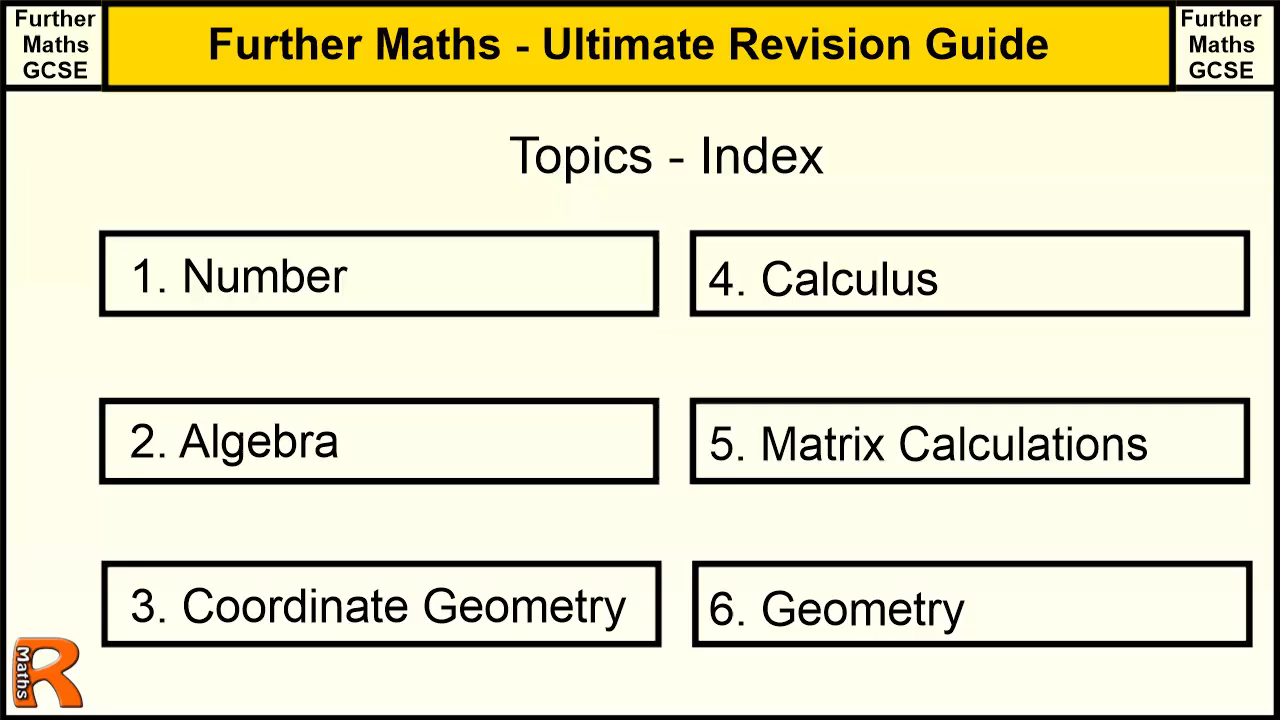 Further
Maths
GCSE
Further Maths - Ultimate Revision Guide
Further
Maths
GCSE
Topics - Index
1. Number
4. Calculus
2. Algebra
5. Matrix Calculations
3. Coordinate Geometry
6. Geometry
Maths
R